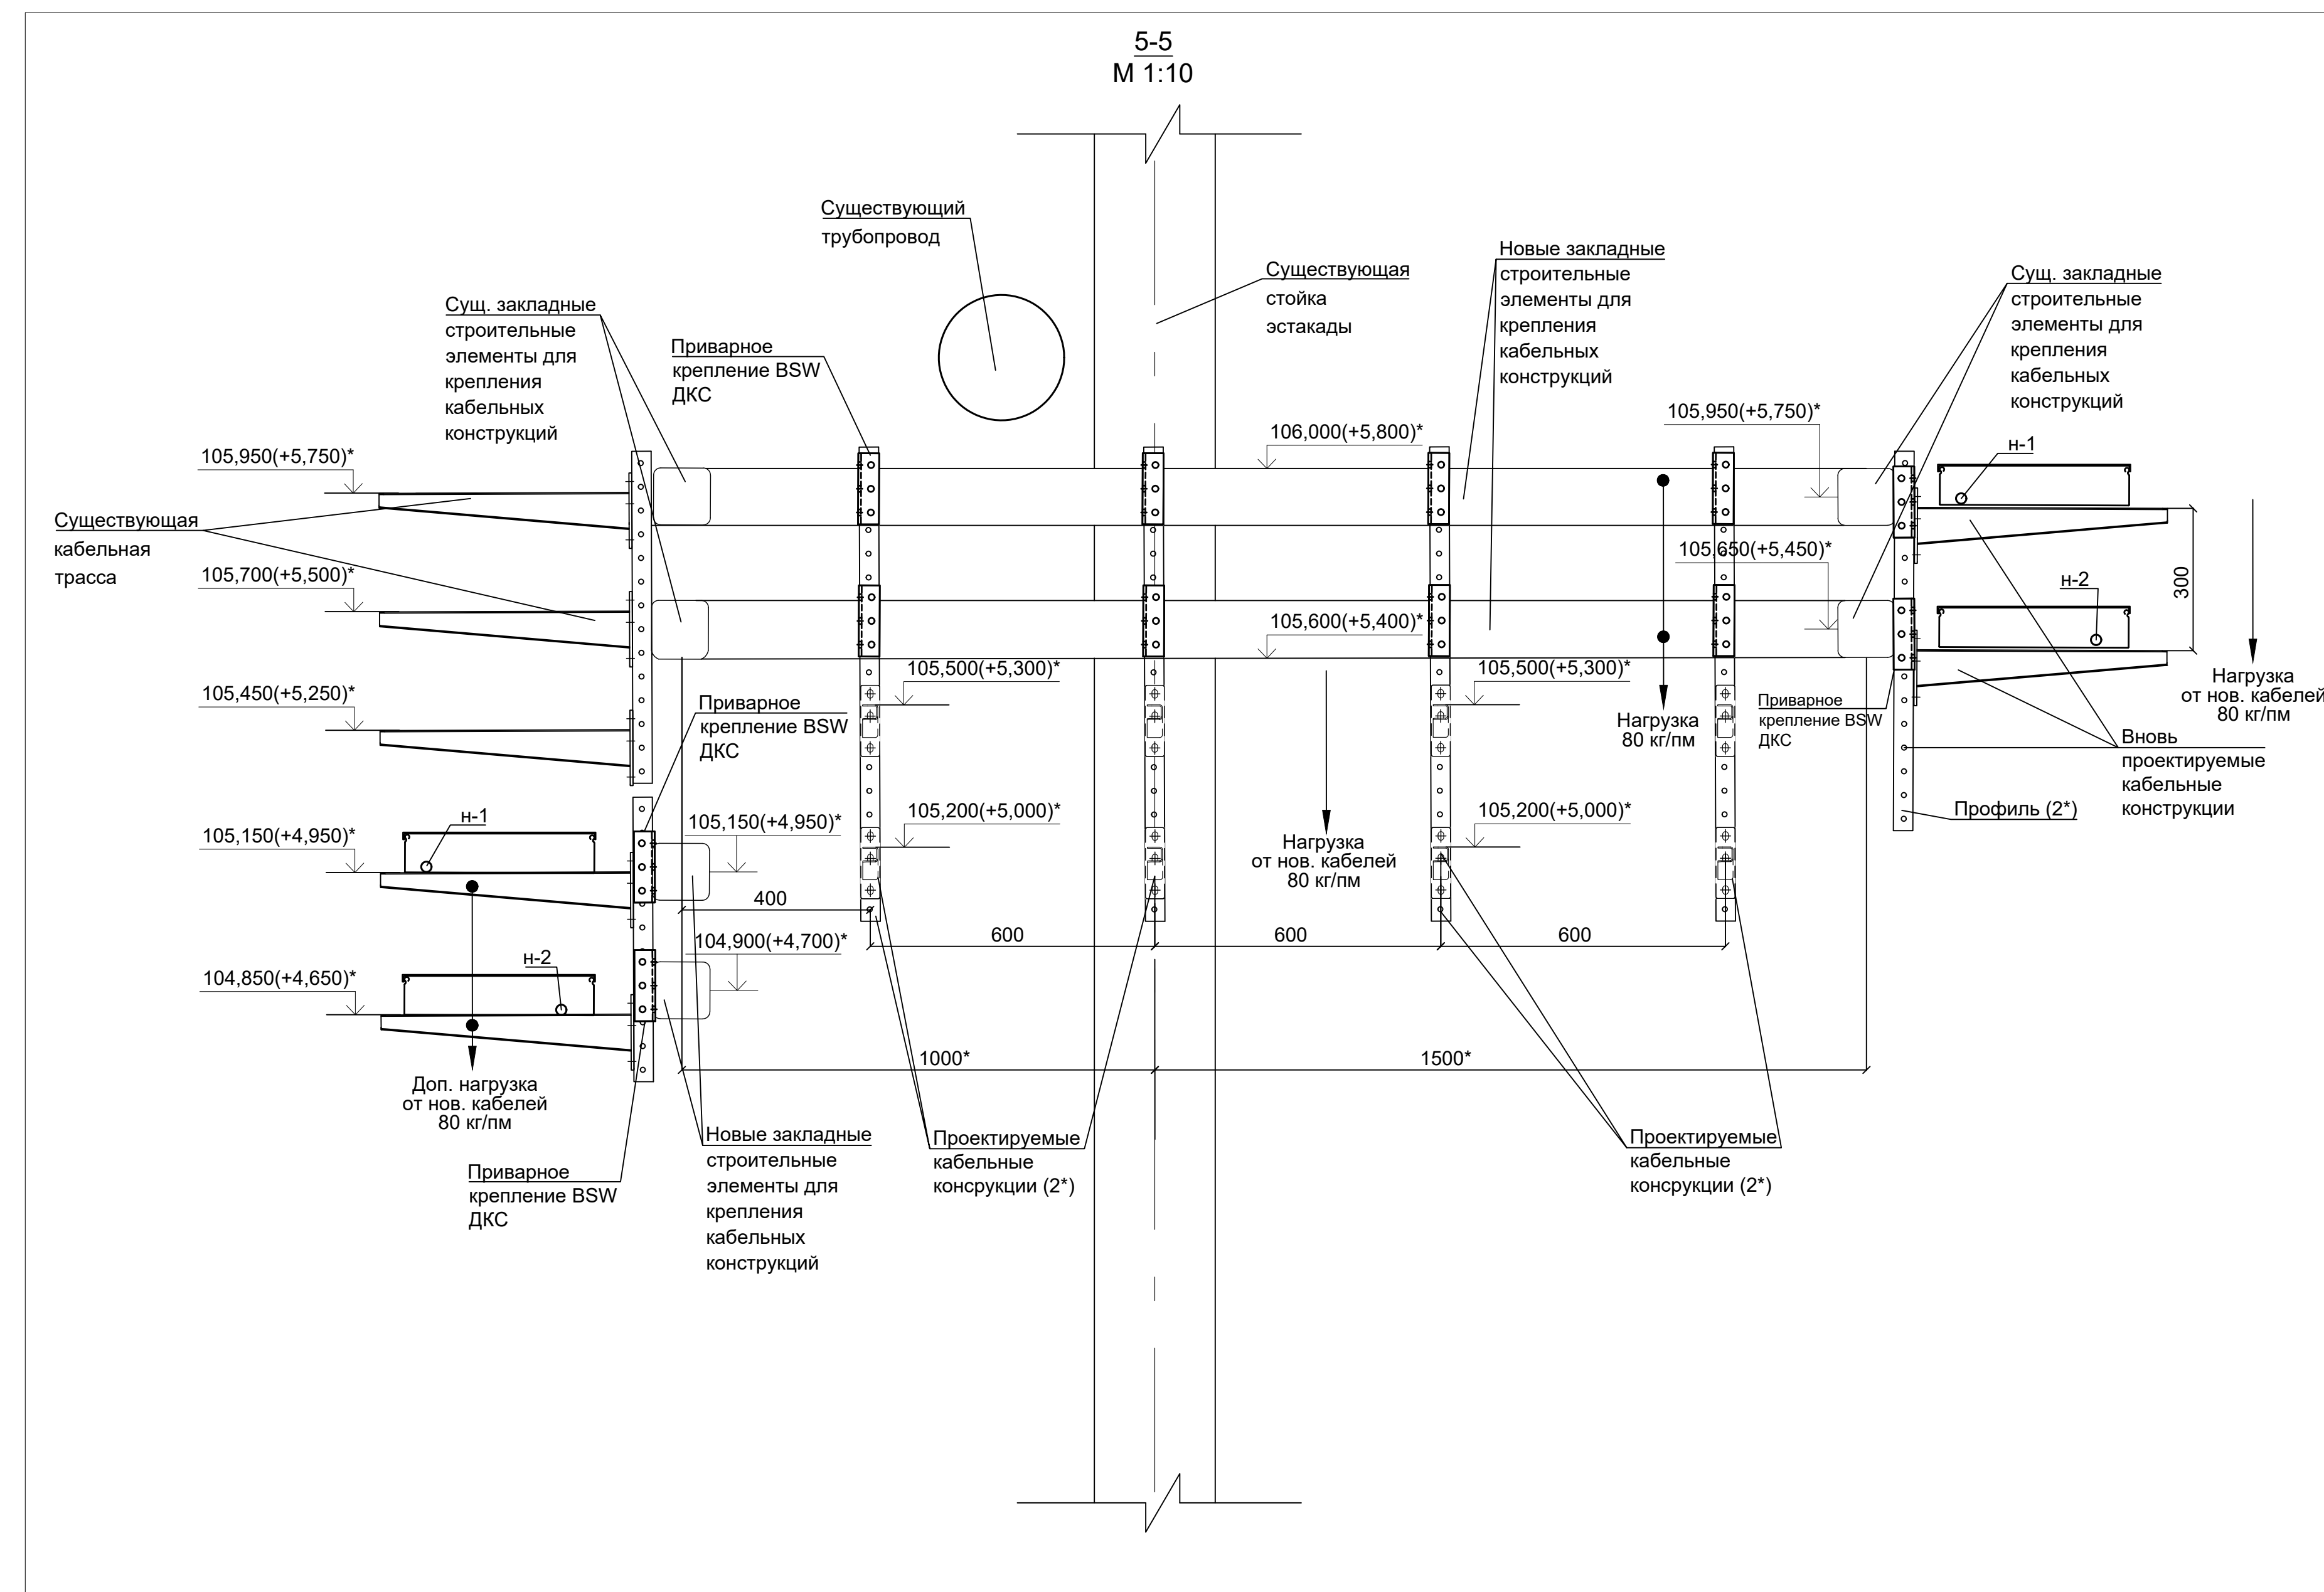 5-5
М 1:10
Существующий
трубопровод
Существующая
стойка
эстакады
Новые закладные
строительные
элементы для
крепления
кабельных
конструкций
Сущ. закладные
строительные
элементы для
крепления
кабельных
конструкций
Сущ. закладные
строительные
элементы для
крепления
кабельных
конструкций
Приварное
крепление BSW
ДКС
105,950(+5,750)*
106,000(+5,800)*
105,950(+5,750)*
н-1
Существующая
кабельная
трасса
105,700(+5,500)*
105,650(+5,450)*
н-2
300
105,600(+5,400)*
105,500(+5,300)*
105,500(+5,300)*
105,450(+5,250)*
Приварное
крепление BSW
ДКС
Нагрузка
80 кг/пм
Приварное
крепление BSW
ДКС
Нагрузка
от нов. кабелей
80 кг/пм
Вновь
проектируемые
кабельные
конструкции
Профиль (2*)
н-1
105,150(+4,950)*
105,150(+4,950)*
105,200(+5,000)*
105,200(+5,000)*
Нагрузка
от нов. кабелей
80 кг/пм
400
600
600
600
н-2
104,900(+4,700)*
104,850(+4,650)*
1000*
1500*
Доп. нагрузка
от нов. кабелей
80 кг/пм
Приварное
крепление BSW
ДКС
Новые закладные
строительные
элементы для
крепления
кабельных
конструкций
Проектируемые
кабельные
консрукции (2*)
Проектируемые
кабельные
консрукции (2*)